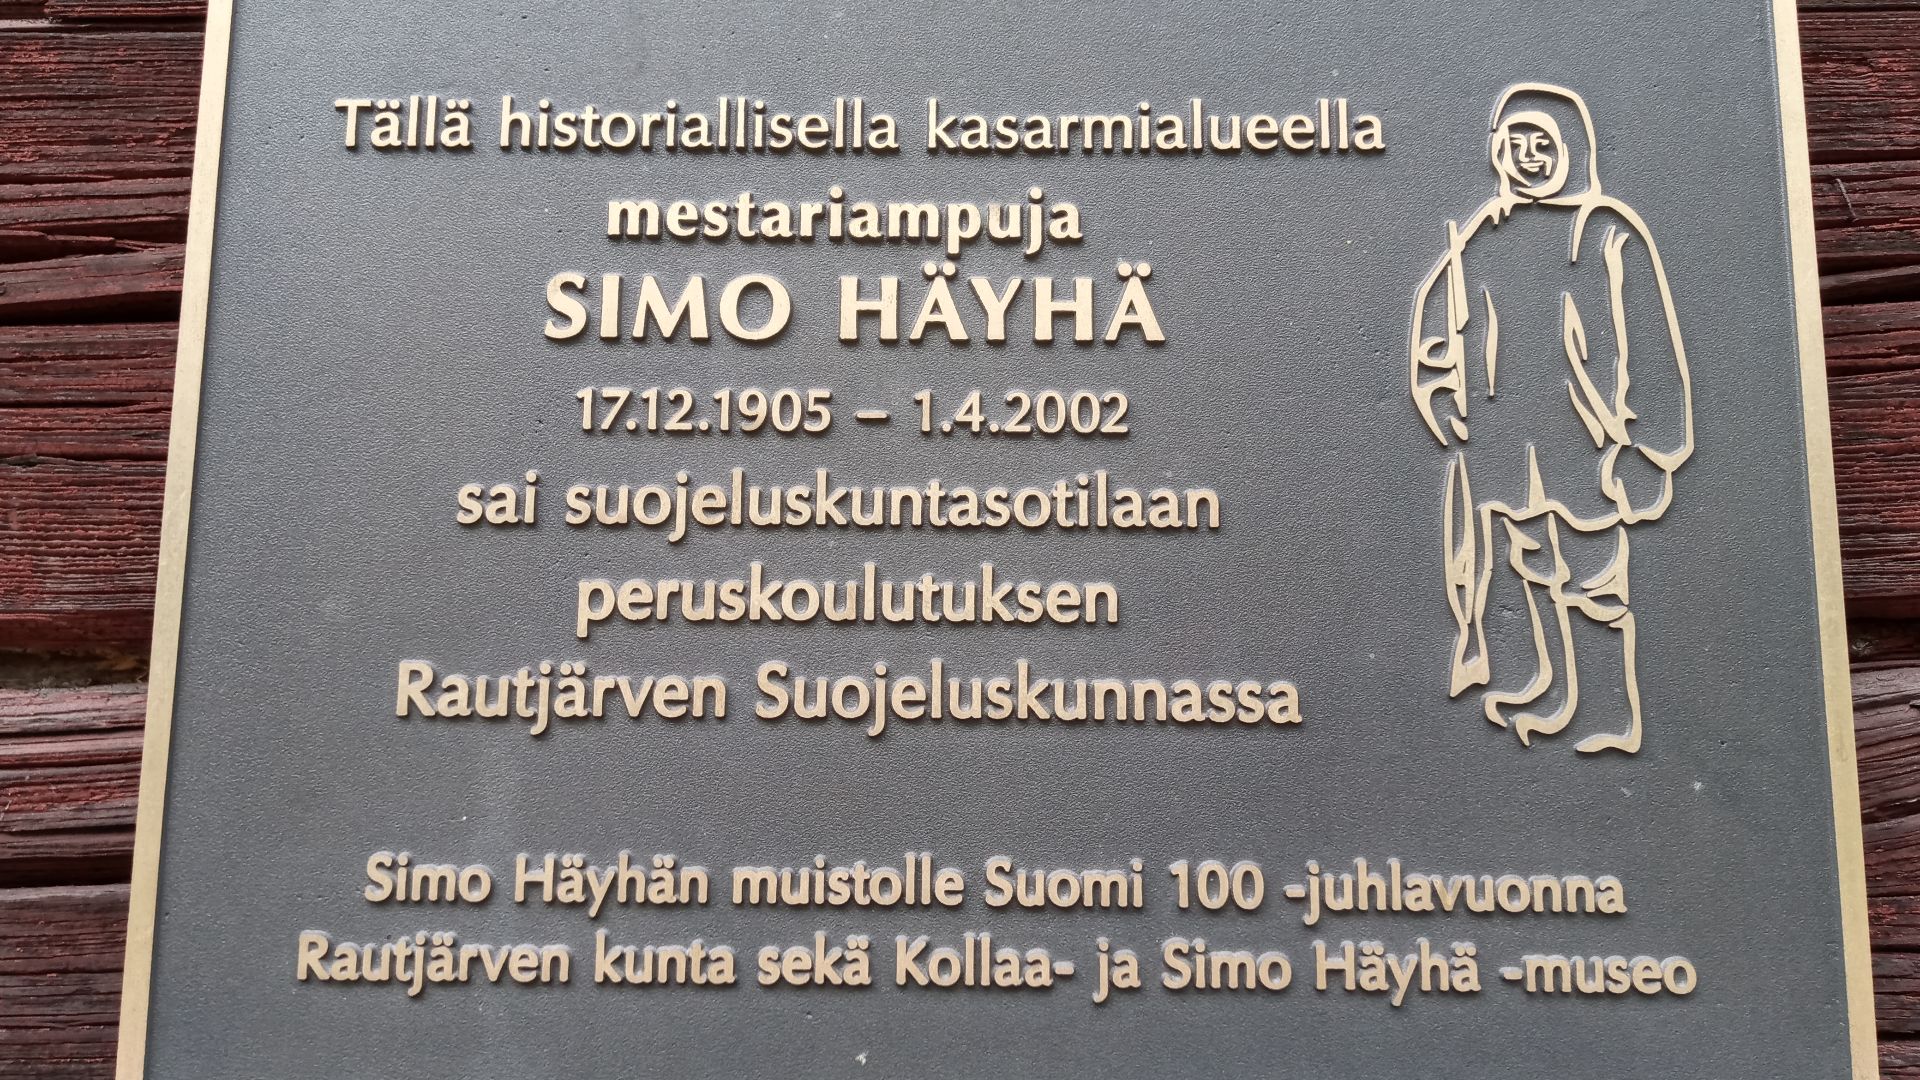 Tällä historiallisella kasarmialueella
mestariampuja
SIMO HÄYHÄ
17.12.1905 – 1.4.2002
sai suojeluskuntasotilaan
peruskoulutuksen
Rautjärven Suojeluskunnassa
Simo Häyhän muistolle Suomi 100 -juhlavuonna
Rautjärven kunta sekä Kollaa- ja Simo Häyhä -museo